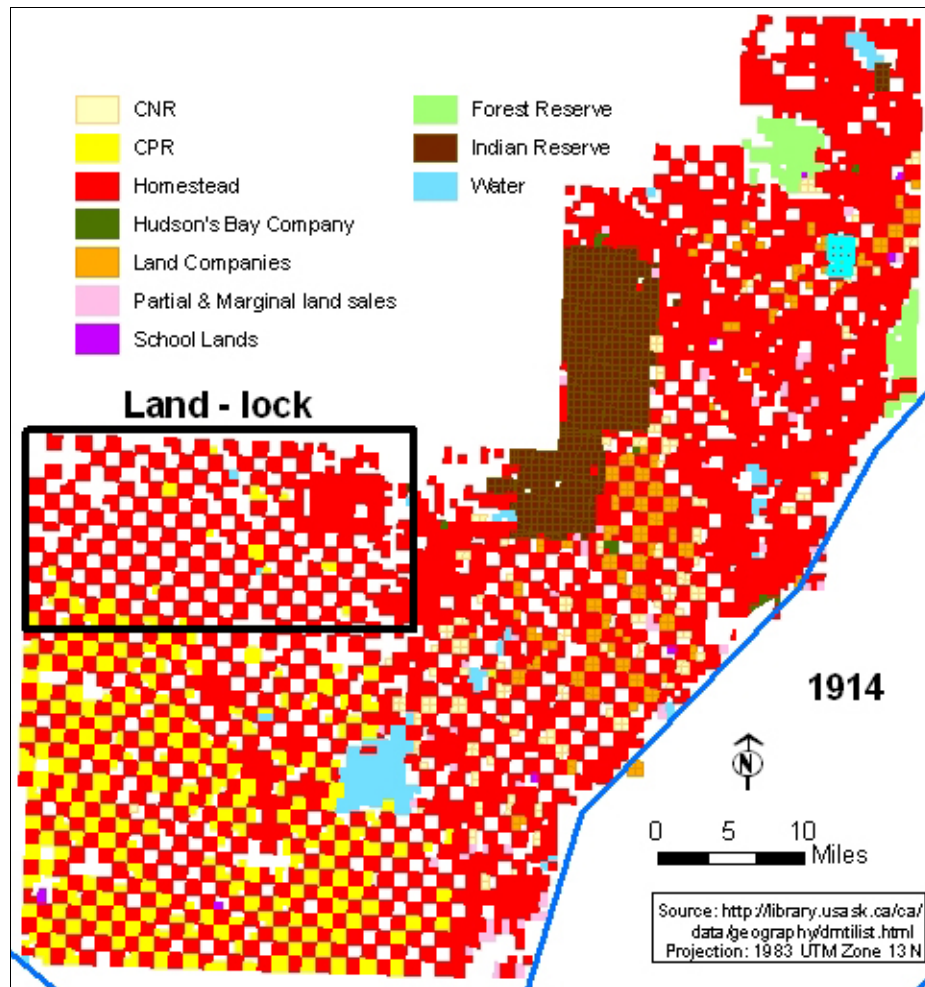 CNR
CPR
Homestead
Hudson's Bay Company
Land Companies
Partial & Marginal land sales
School Lands
Forest Reserve
Indian Reserve
Water
Land - lock
1914
N
0 5 10
Miles
Source: http://library.usask.ca/ca/
data/geography/dmtilist.html
Projection: 1983 UTM Zone 13 N